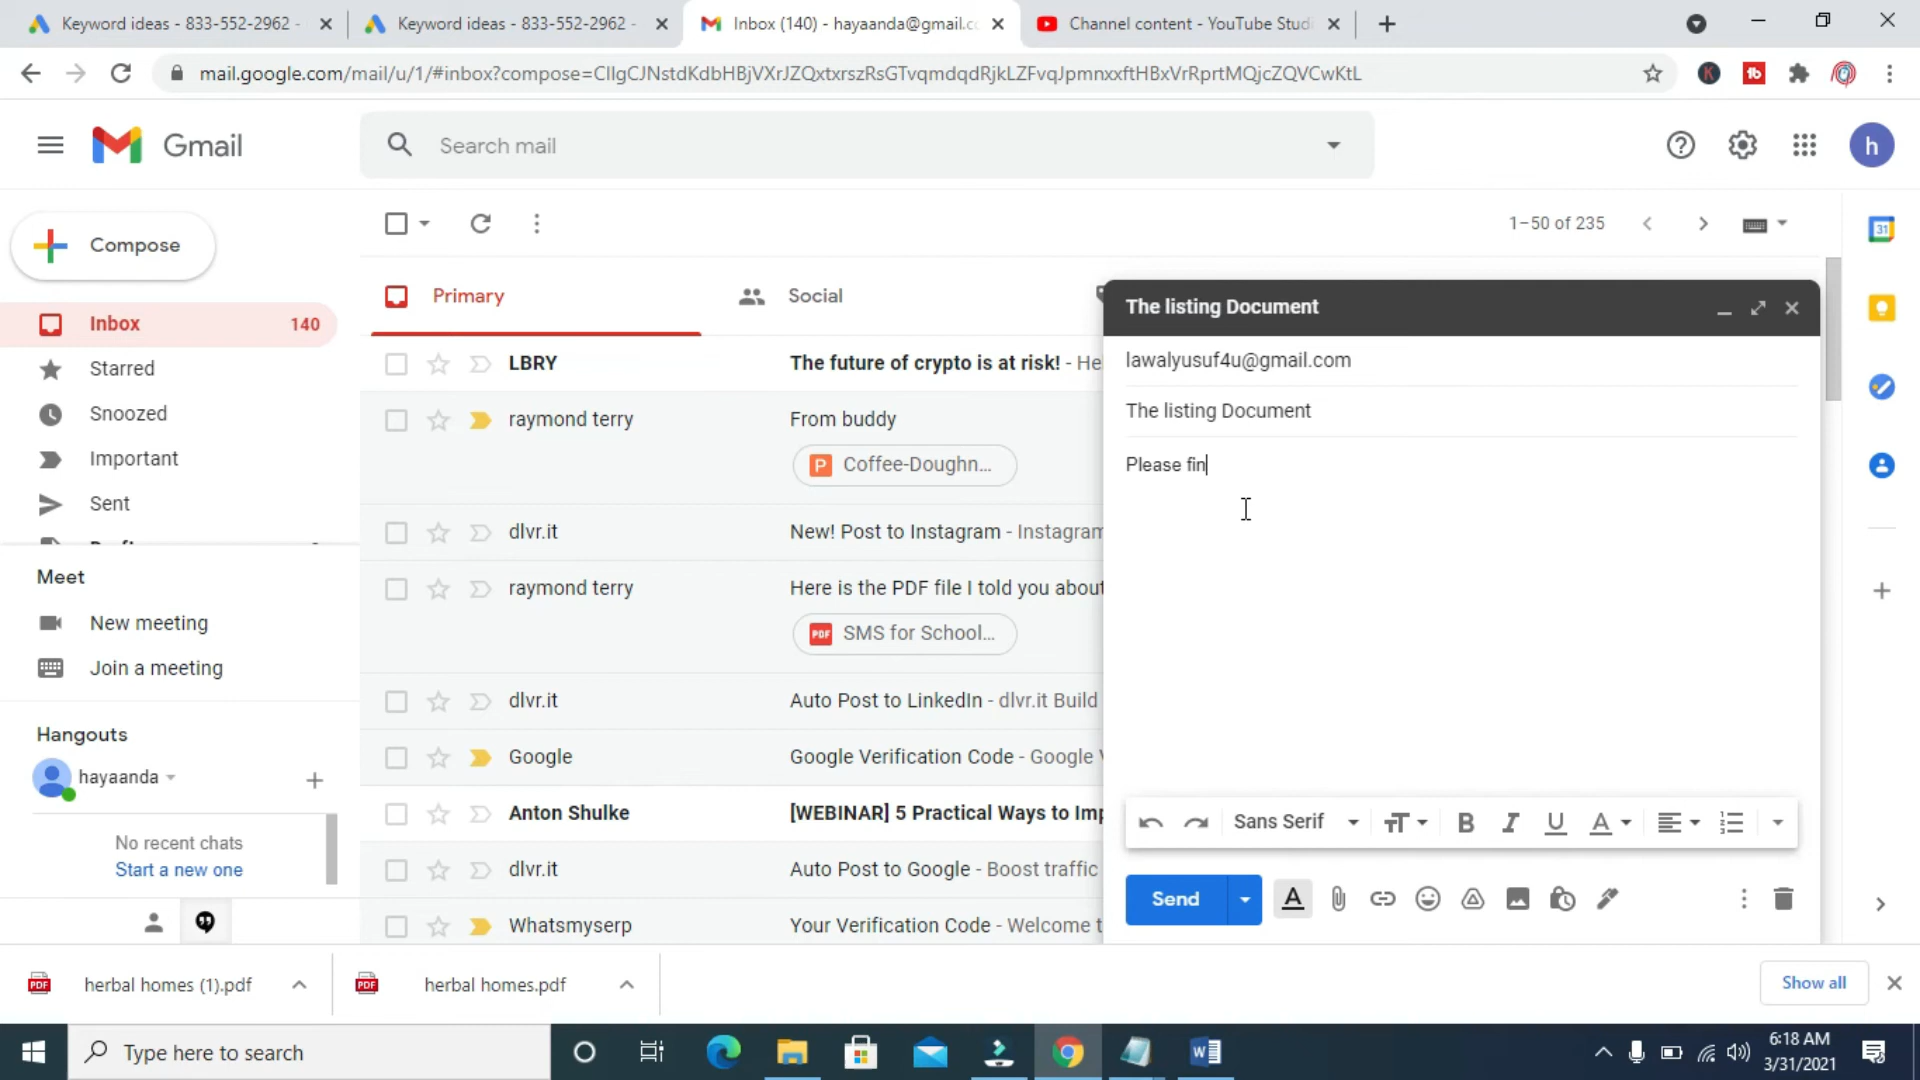 Keyword ideas - 833-552-2962 -
Keyword ideas - 833-552-2962 -
Inbox (140) - hayaanda@gmail.c
Channel content - YouTube Studi
mail.google.com/mail/u/1/#inbox?compose=CllgCJNstdKdbHBjVXrJZQxtxrszRsGTvqmdqdRjkLZFvqJpmnxxftHBxVrRprtMQjcZQVCwKtL
Gmail
Search mail
h
Compose
1–50 of 235
Inbox 140
Starred
Snoozed
Important
Sent
Primary
Social
LBRY The future of crypto is at risk! - He
raymond terry From buddy
P Coffee-Doughn...
dlvr.it New! Post to Instagram - Instagram
raymond terry Here is the PDF file I told you about
PDF SMS for School...
dlvr.it Auto Post to LinkedIn - dlvr.it Build
Google Google Verification Code - Google
Anton Shulke [WEBINAR] 5 Practical Ways to Imp
dlvr.it Auto Post to Google - Boost traffic
Whatsmyserp Your Verification Code - Welcome t
Meet
New meeting
Join a meeting
Hangouts
hayaanda
No recent chats
Start a new one
The listing Document
lawalyusuf4u@gmail.com
The listing Document
Please fin
Sans Serif
Send
31
PDF herbal homes (1).pdf
PDF herbal homes.pdf
Show all
Type here to search
6:18 AM
3/31/2021